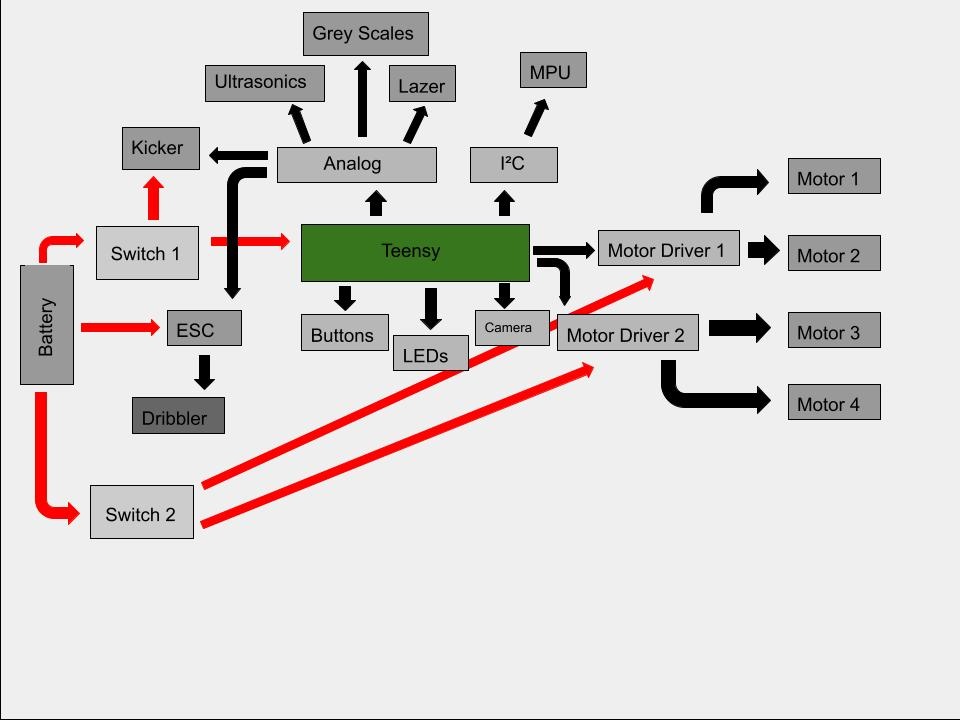 Grey Scales
Ultrasonics
Lazer
MPU
Kicker
Analog
I²C
Motor 1
Switch 1
Teensy
Motor Driver 1
Motor 2
Battery
ESC
Buttons
LEDs
Camera
Motor Driver 2
Motor 3
Dribbler
Motor 4
Switch 2